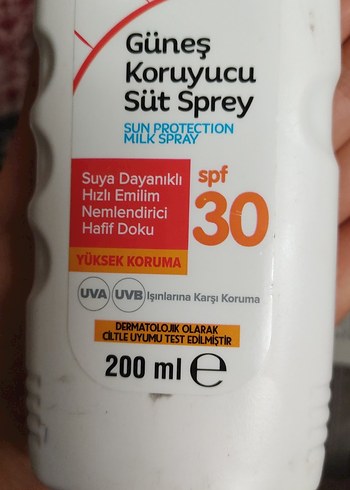 Güneş
Koruyucu
Süt Sprey
SUN PROTECTION
MILK SPRAY
Suya Dayanıklı
Hızlı Emilim
Nemlendirici
Hafif Doku
spf
30
YÜKSEK KORUMA
UVA UVB Işınlarına Karşı Koruma
DERMATOLOJIK OLARAK
CİLTLE UYUMU TEST EDİLMİŞTİR
200 ml ℮